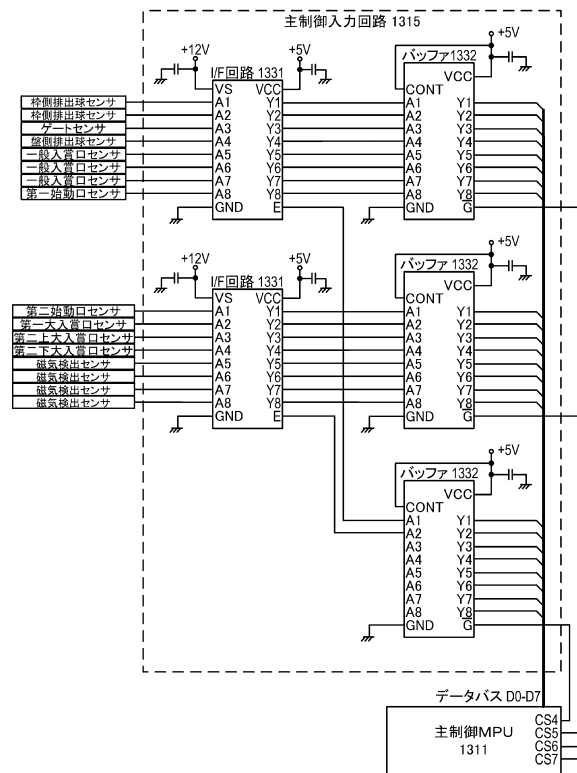 主制御入力回路 1315
+12V
+5V
I/F回路 1331
VS
VCC
A1
A2
A3
A4
A5
A6
A7
A8
GND
Y1
Y2
Y3
Y4
Y5
Y6
Y7
Y8
E
枠側排出球センサ
枠側排出球センサ
ゲートセンサ
盤側排出球センサ
一般入賞口センサ
一般入賞口センサ
一般入賞口センサ
第一始動口センサ
+5V
バッファ 1332
VCC
CONT
A1
A2
A3
A4
A5
A6
A7
A8
GND
Y1
Y2
Y3
Y4
Y5
Y6
Y7
Y8
G
+12V
+5V
I/F回路 1331
VS
VCC
A1
A2
A3
A4
A5
A6
A7
A8
GND
Y1
Y2
Y3
Y4
Y5
Y6
Y7
Y8
E
第二始動口センサ
第一大入賞口センサ
第二上大入賞口センサ
第二下大入賞口センサ
磁気検出センサ
磁気検出センサ
磁気検出センサ
磁気検出センサ
+5V
バッファ 1332
VCC
CONT
A1
A2
A3
A4
A5
A6
A7
A8
GND
Y1
Y2
Y3
Y4
Y5
Y6
Y7
Y8
G
+5V
バッファ 1332
VCC
CONT
A1
A2
A3
A4
A5
A6
A7
A8
GND
Y1
Y2
Y3
Y4
Y5
Y6
Y7
Y8
G
データバス D0-D7
主制御MPU
1311
CS4
CS5
CS6
CS7